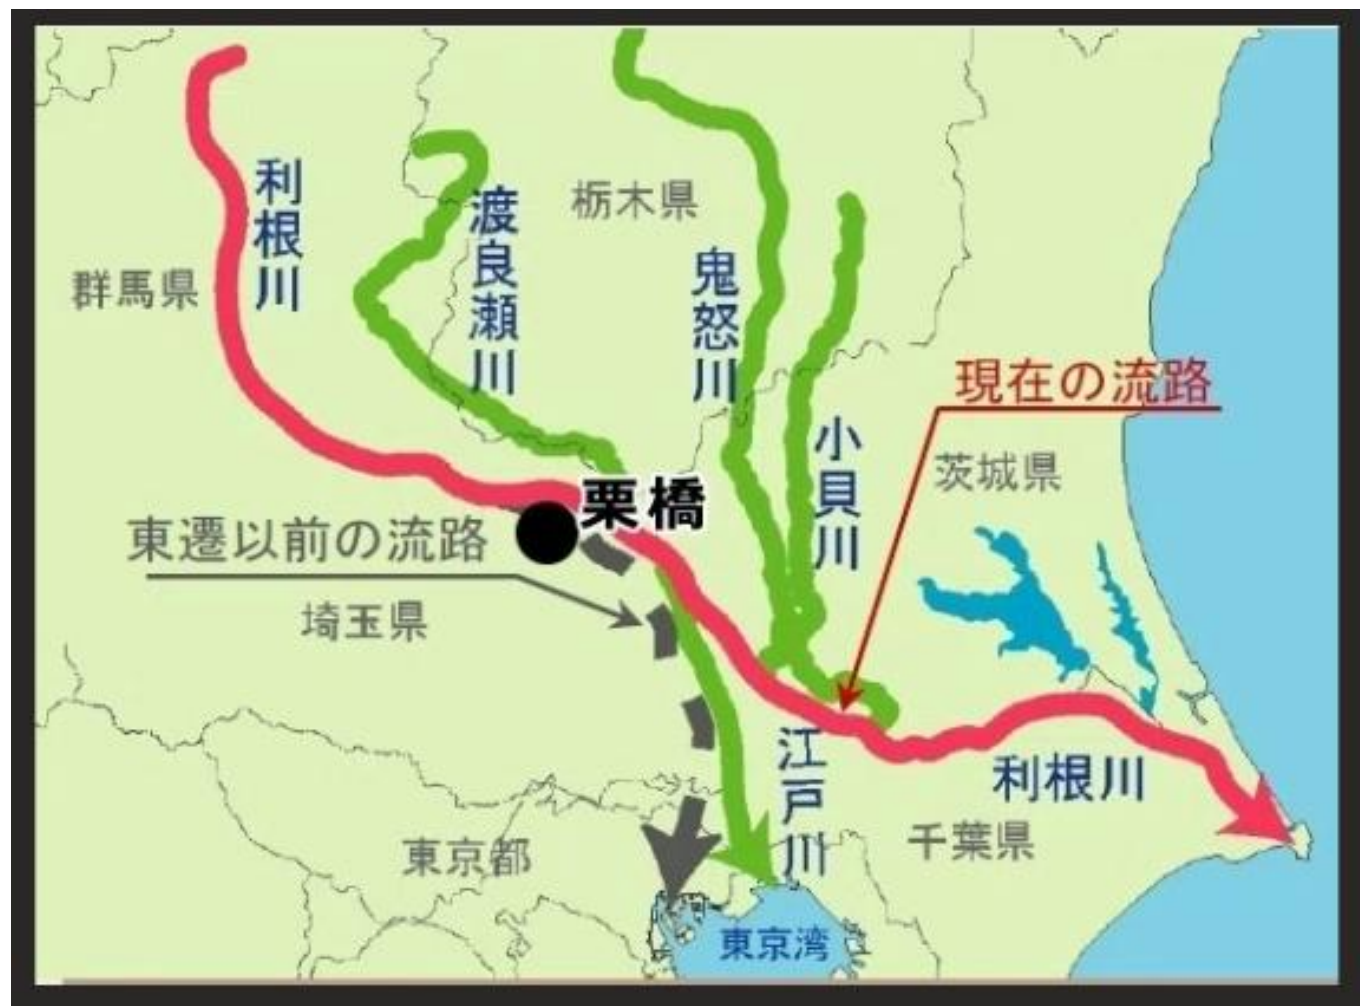 利根川
渡良瀬川
栃木県
鬼怒川
群馬県
現在の流路
小貝川
茨城県
栗橋
東遷以前の流路
埼玉県
江戸川
利根川
千葉県
東京都
東京湾